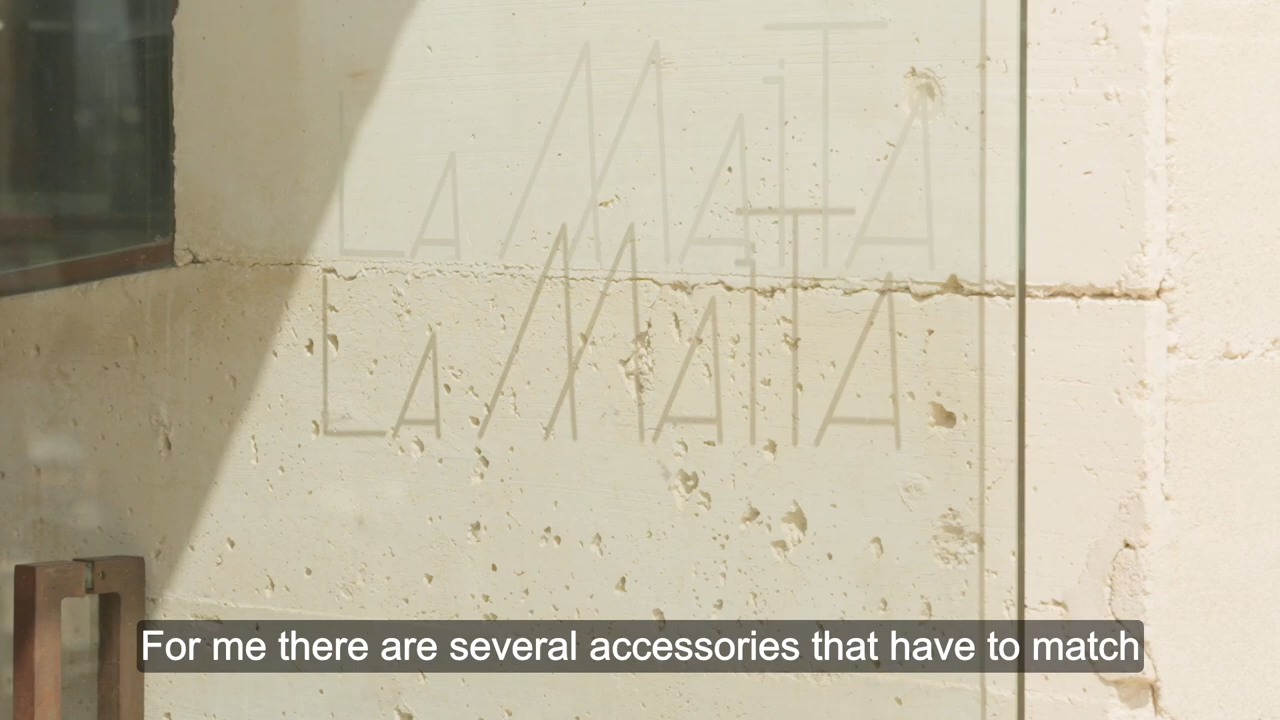 La MaiTA
La MaiTA
For me there are several accessories that have to match